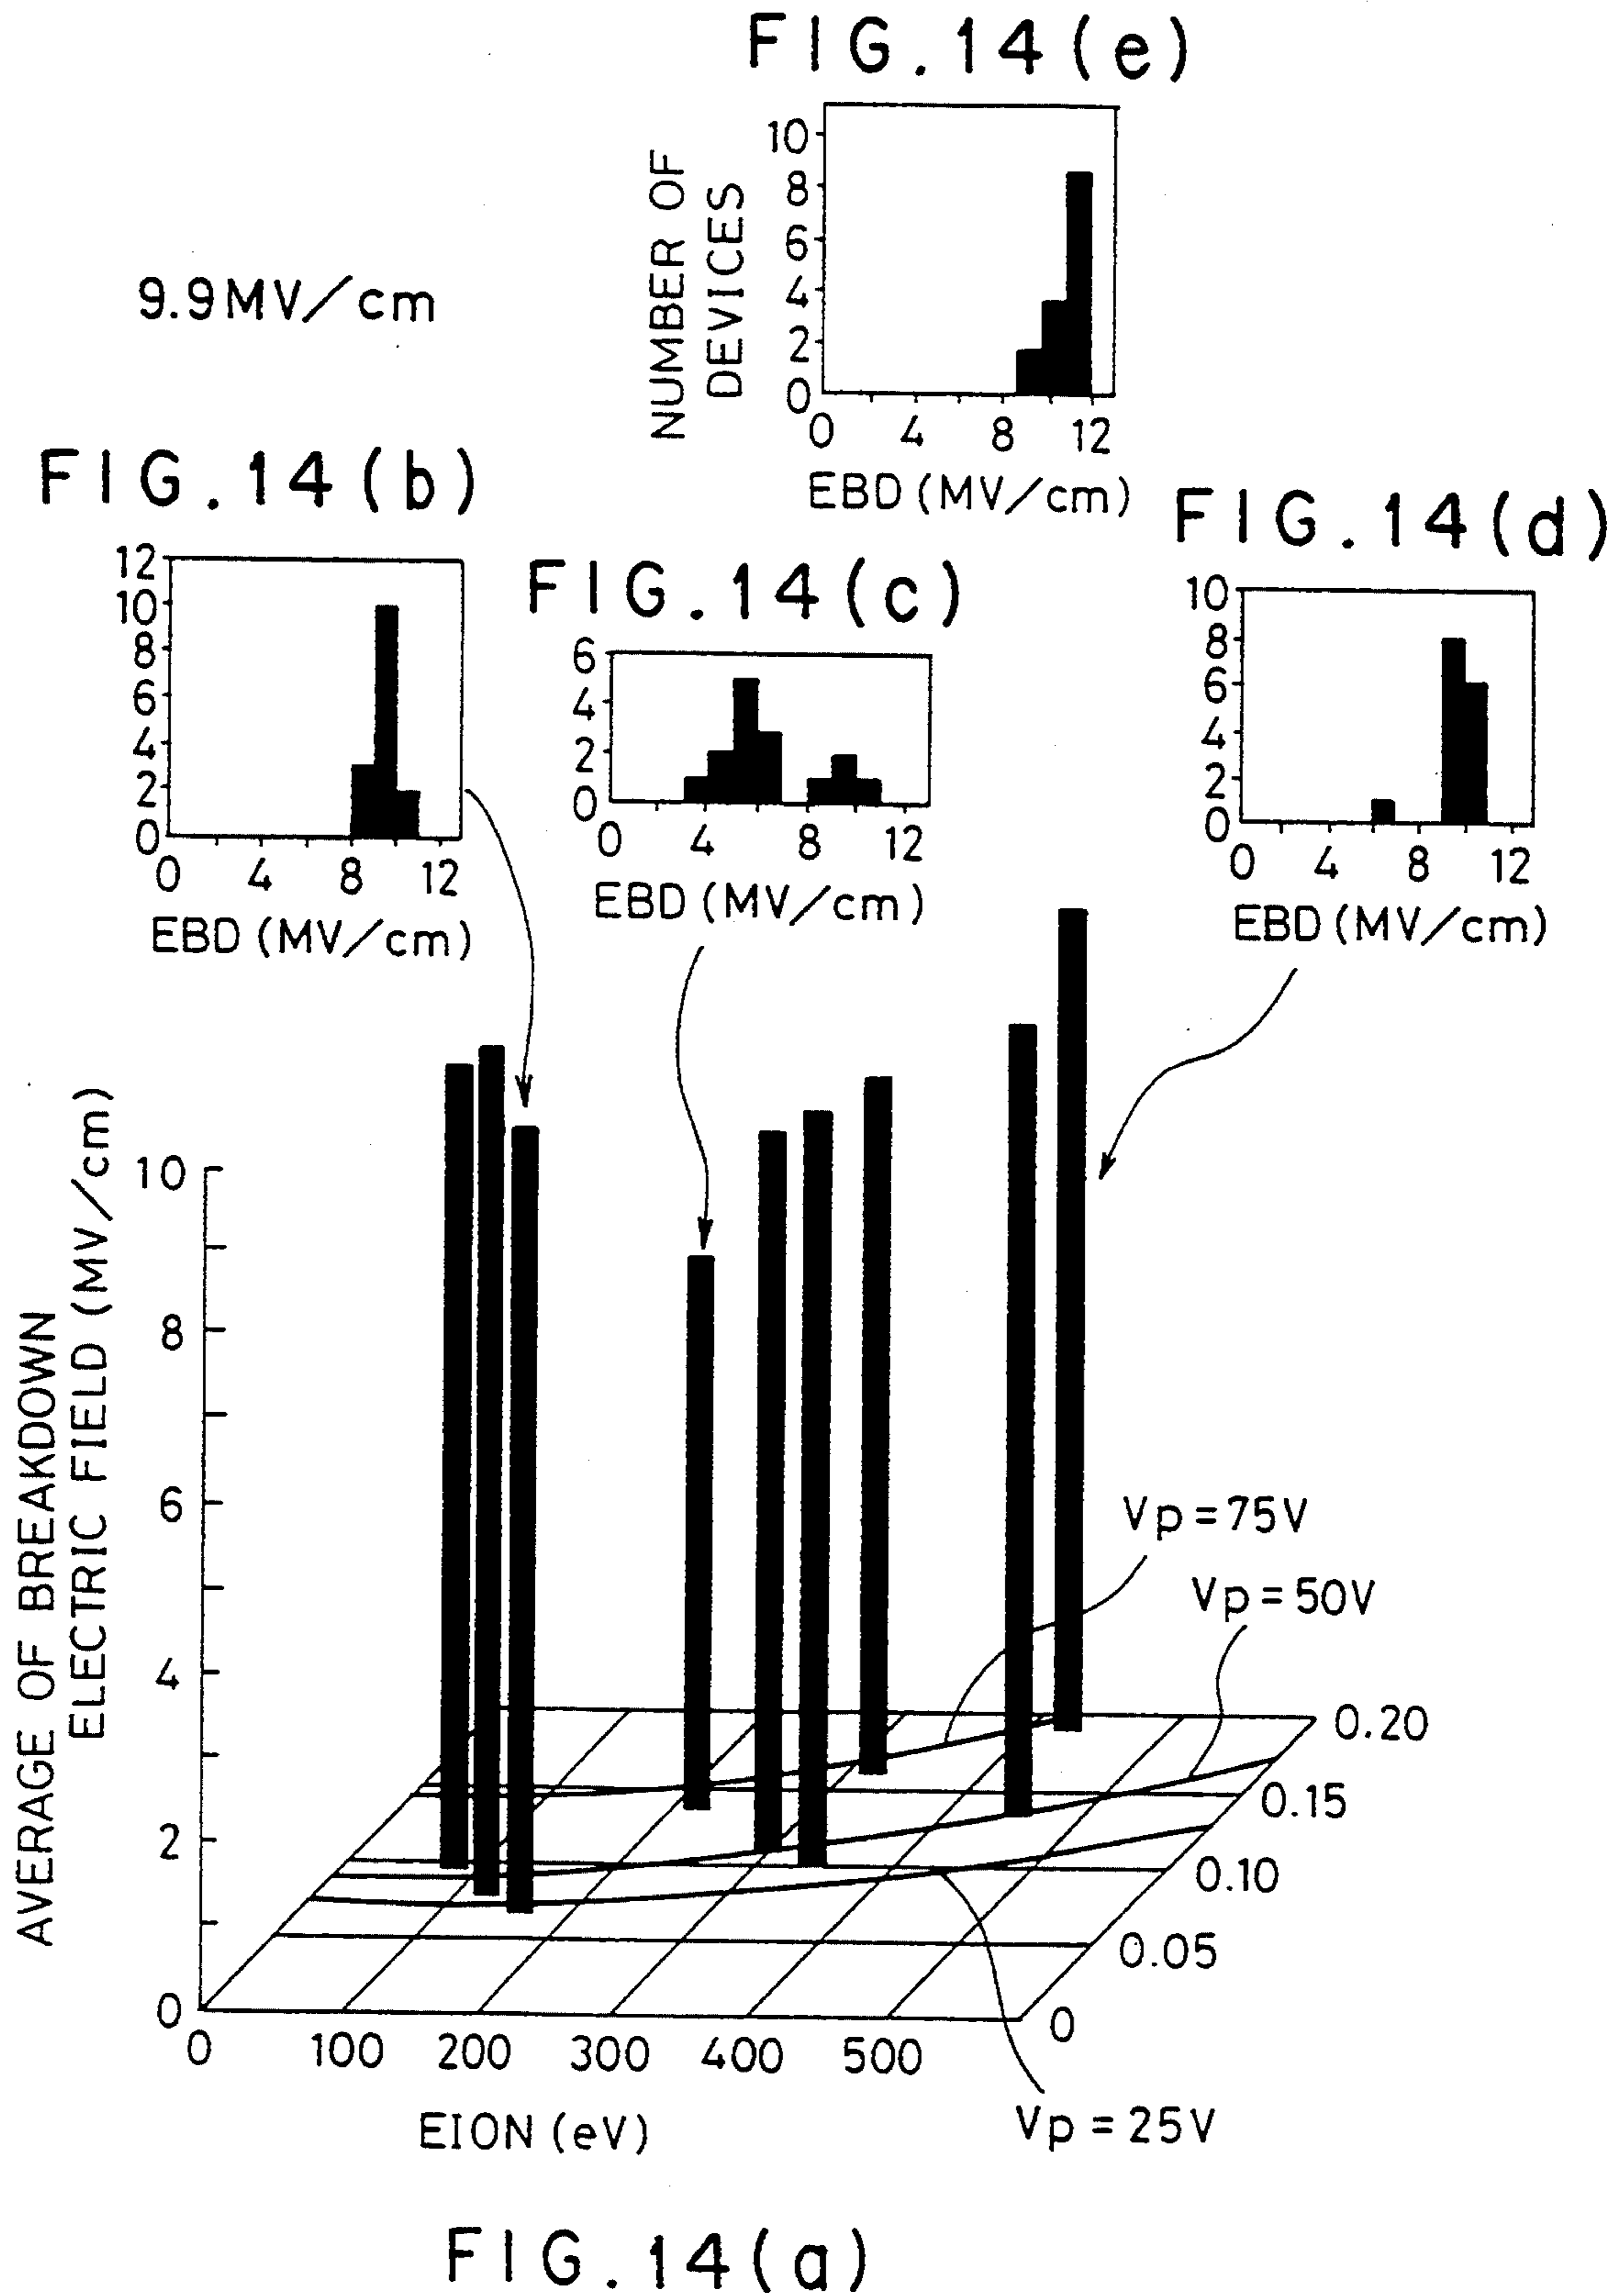 FIG.14(e)
NUMBER OF
DEVICES
10
8
6
4
2
0
0 4 8 12
EBD(MV/cm)
9.9MV/cm
FIG.14(b)
12
10
8
6
4
2
0
0 4 8 12
EBD(MV/cm)
FIG.14(c)
6
4
2
0
0 4 8 12
EBD(MV/cm)
FIG.14(d)
10
8
6
4
2
0
0 4 8 12
EBD(MV/cm)
AVERAGE OF BREAKDOWN
ELECTRIC FIELD (MV/cm)
10
8
6
4
2
0
Vp=75V
Vp=50V
0.20
0.15
0.10
0.05
0
0 100 200 300 400 500
EION (eV)
Vp=25V
FIG.14(a)